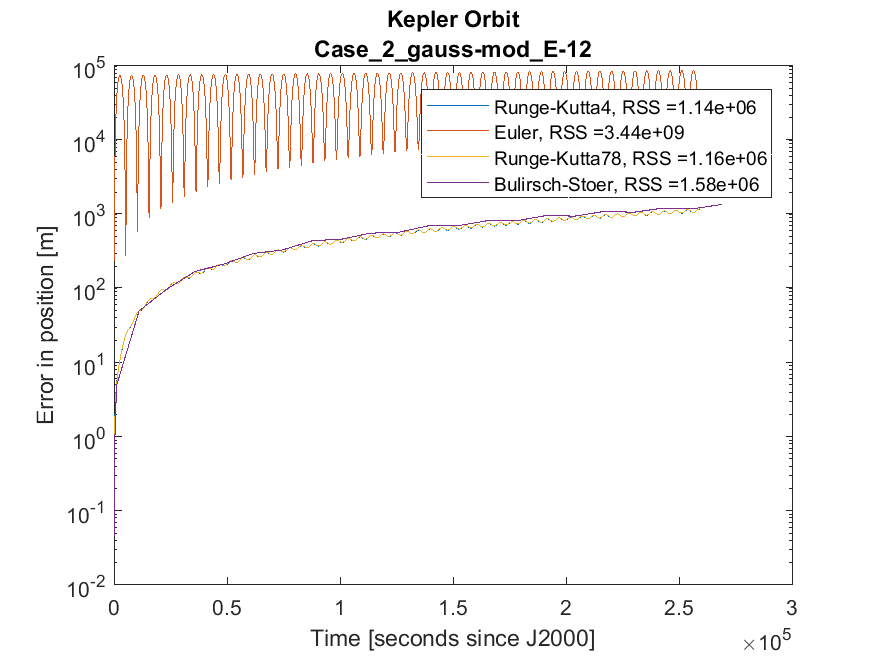 Kepler Orbit
Case_2_gauss-mod_E-12
10^5
10^4
10^3
10^2
10^1
10^0
10^-1
10^-2
Error in position [m]
Runge-Kutta4, RSS =1.14e+06
Euler, RSS =3.44e+09
Runge-Kutta78, RSS =1.16e+06
Bulirsch-Stoer, RSS =1.58e+06
0 0.5 1 1.5 2 2.5 3
Time [seconds since J2000]
×10^5